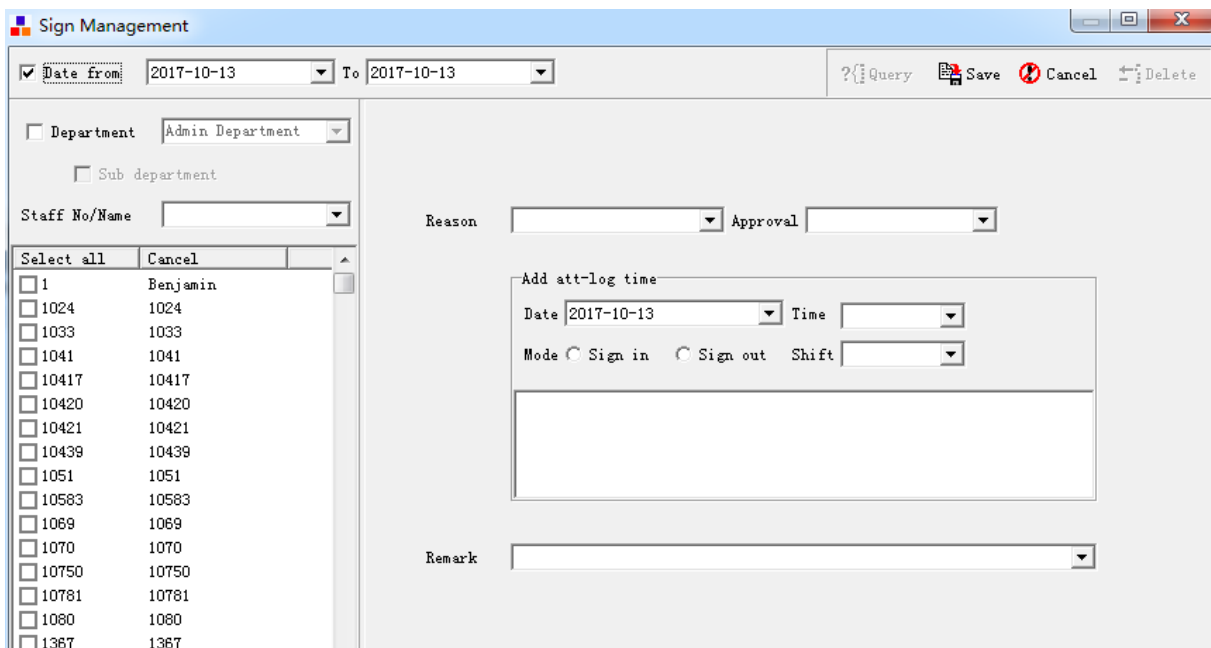 Sign Management
Date from 2017-10-13 To 2017-10-13 ?{ Query Save Cancel Delete
Department Admin Department
Sub department
Staff No/Name Reason Approval
Select all Cancel
Add att-log time
1 Benjamin
1024 1024
Date 2017-10-13 Time
1033 1033
1041 1041
Mode Sign in Sign out Shift
10417 10417
10420 10420
10421 10421
10439 10439
1051 1051
10583 10583
1069 1069
1070 1070
Remark
10750 10750
10781 10781
1080 1080
1367 1367